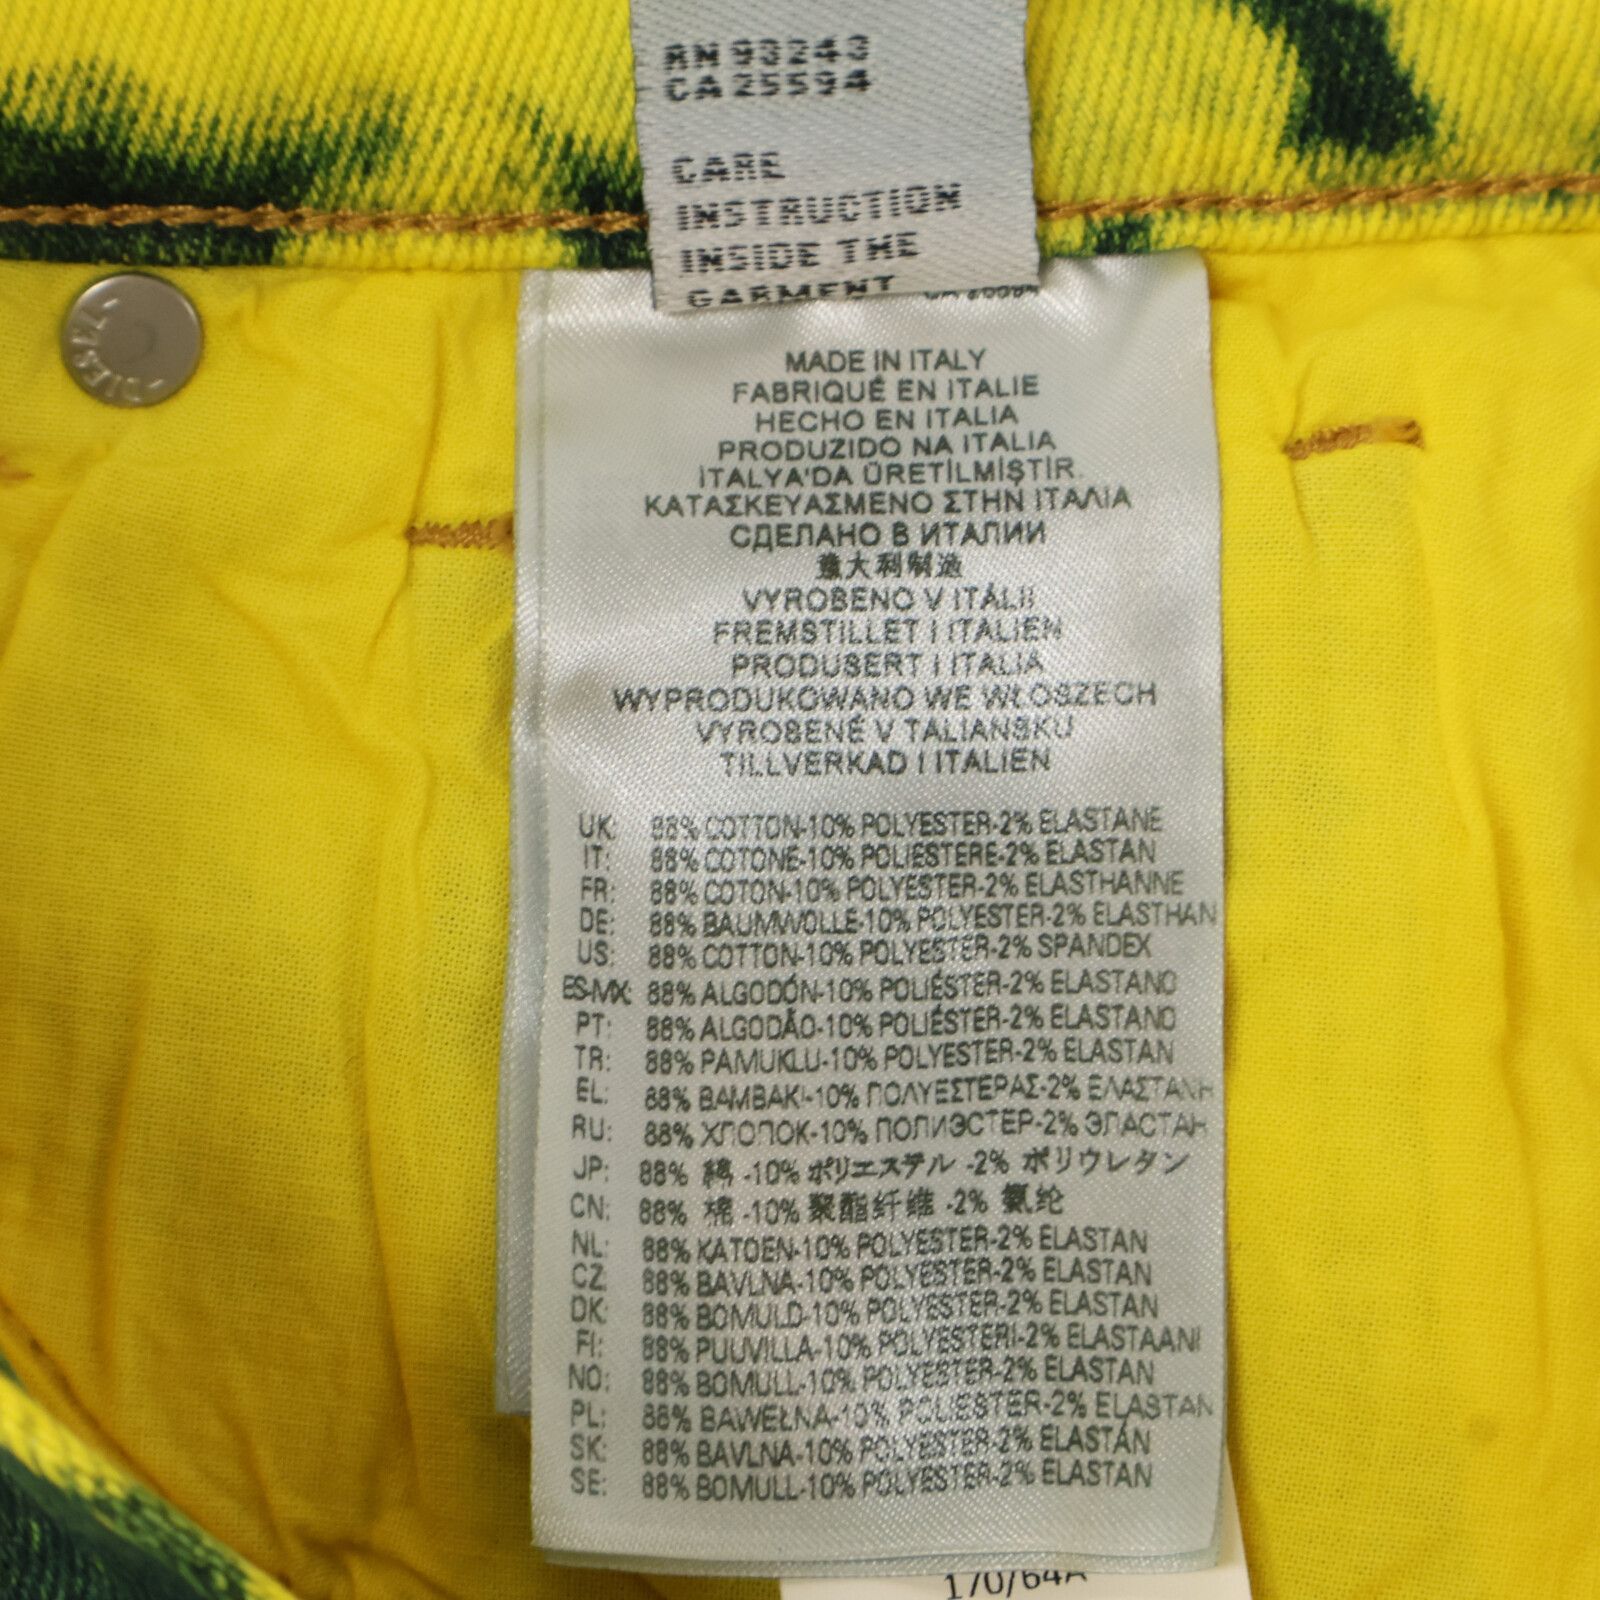 RN 93243
CA 25594
CARE
INSTRUCTION
INSIDE THE
GARMENT
CA 25594
MADE IN ITALY
FABRIQUÉ EN ITALIE
HECHO EN ITALIA
PRODUZIDO NA ITALIA
İTALYA'DA ÜRETİLMİŞTİR.
ΚΑΤΑΣΚΕΥΑΣΜΕΝΟ ΣΤΗΝ ΙΤΑΛΙΑ
СДЕЛАНО В ИТАЛИИ
意大利制造
VYROBENO V ITÁLII
FREMSTILLET I ITALIEN
PRODUSERT I ITALIA
WYPRODUKOWANO WE WŁOSZECH
VYROBENÉ V TALIANSKU
TILLVERKAD I ITALIEN
UK: 88% COTTON-10% POLYESTER-2% ELASTANE
IT: 88% COTONE-10% POLIESTERE-2% ELASTAN
FR: 88% COTON-10% POLYESTER-2% ELASTHANNE
DE: 88% BAUMWOLLE-10% POLYESTER-2% ELASTHAN
US: 88% COTTON-10% POLYESTER-2% SPANDEX
ES-MX: 88% ALGODÓN-10% POLIÉSTER-2% ELASTANO
PT: 88% ALGODÃO-10% POLIÉSTER-2% ELASTANO
TR: 88% PAMUKLU-10% POLYESTER-2% ELASTAN
EL: 88% ΒΑΜΒΑΚΙ-10% ΠΟΛΥΕΣΤΕΡΑΣ-2% ΕΛΑΣΤΑΝΗ
RU: 88% ХЛОПОК-10% ПОЛИЭСТЕР-2% ЭЛАСТАН
JP: 88% 綿 -10% ポリエステル -2% ポリウレタン
CN: 88% 棉 -10% 聚酯纤维 -2% 氨纶
NL: 88% KATOEN-10% POLYESTER-2% ELASTAN
CZ: 88% BAVLNA-10% POLYESTER-2% ELASTAN
DK: 88% BOMULD-10% POLYESTER-2% ELASTAN
FI: 88% PUUVILLA-10% POLYESTERI-2% ELASTAANI
NO: 88% BOMULL-10% POLYESTER-2% ELASTAN
PL: 88% BAWEŁNA-10% POLIESTER-2% ELASTAN
SK: 88% BAVLNA-10% POLYESTER-2% ELASTÁN
SE: 88% BOMULL-10% POLYESTER-2% ELASTAN
170/64A